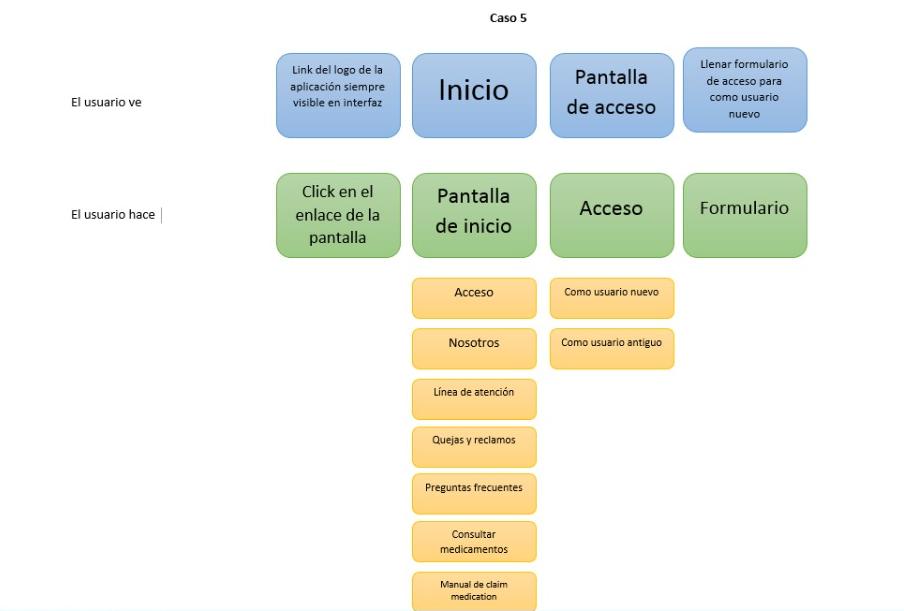 Caso 5
El usuario ve
Link del logo de la
aplicación siempre
visible en interfaz
Inicio
Pantalla
de acceso
Llenar formulario
de acceso para
como usuario
nuevo
El usuario hace
Click en el
enlace de la
pantalla
Pantalla
de inicio
Acceso
Formulario
Acceso
Como usuario nuevo
Nosotros
Como usuario antiguo
Línea de atención
Quejas y reclamos
Preguntas frecuentes
Consultar
medicamentos
Manual de claim
medication